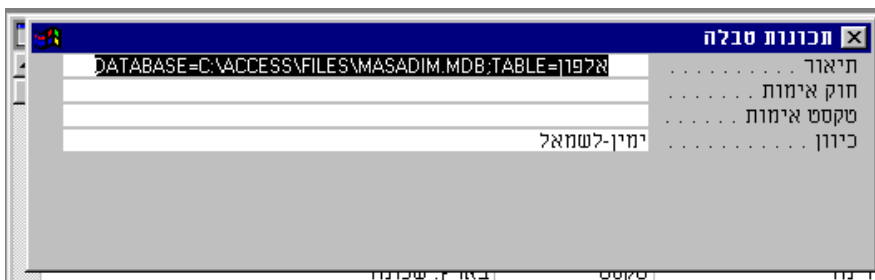 תכונות טבלה
תיאור . . . . . . . . . . DATABASE=C:\ACCESS\FILES\MASADIM.MDB;TABLE=אלפון
חוק אימות . . . . . . .
טקסט אימות . . . . . .
כיוון . . . . . . . . . . . ימין-לשמאל